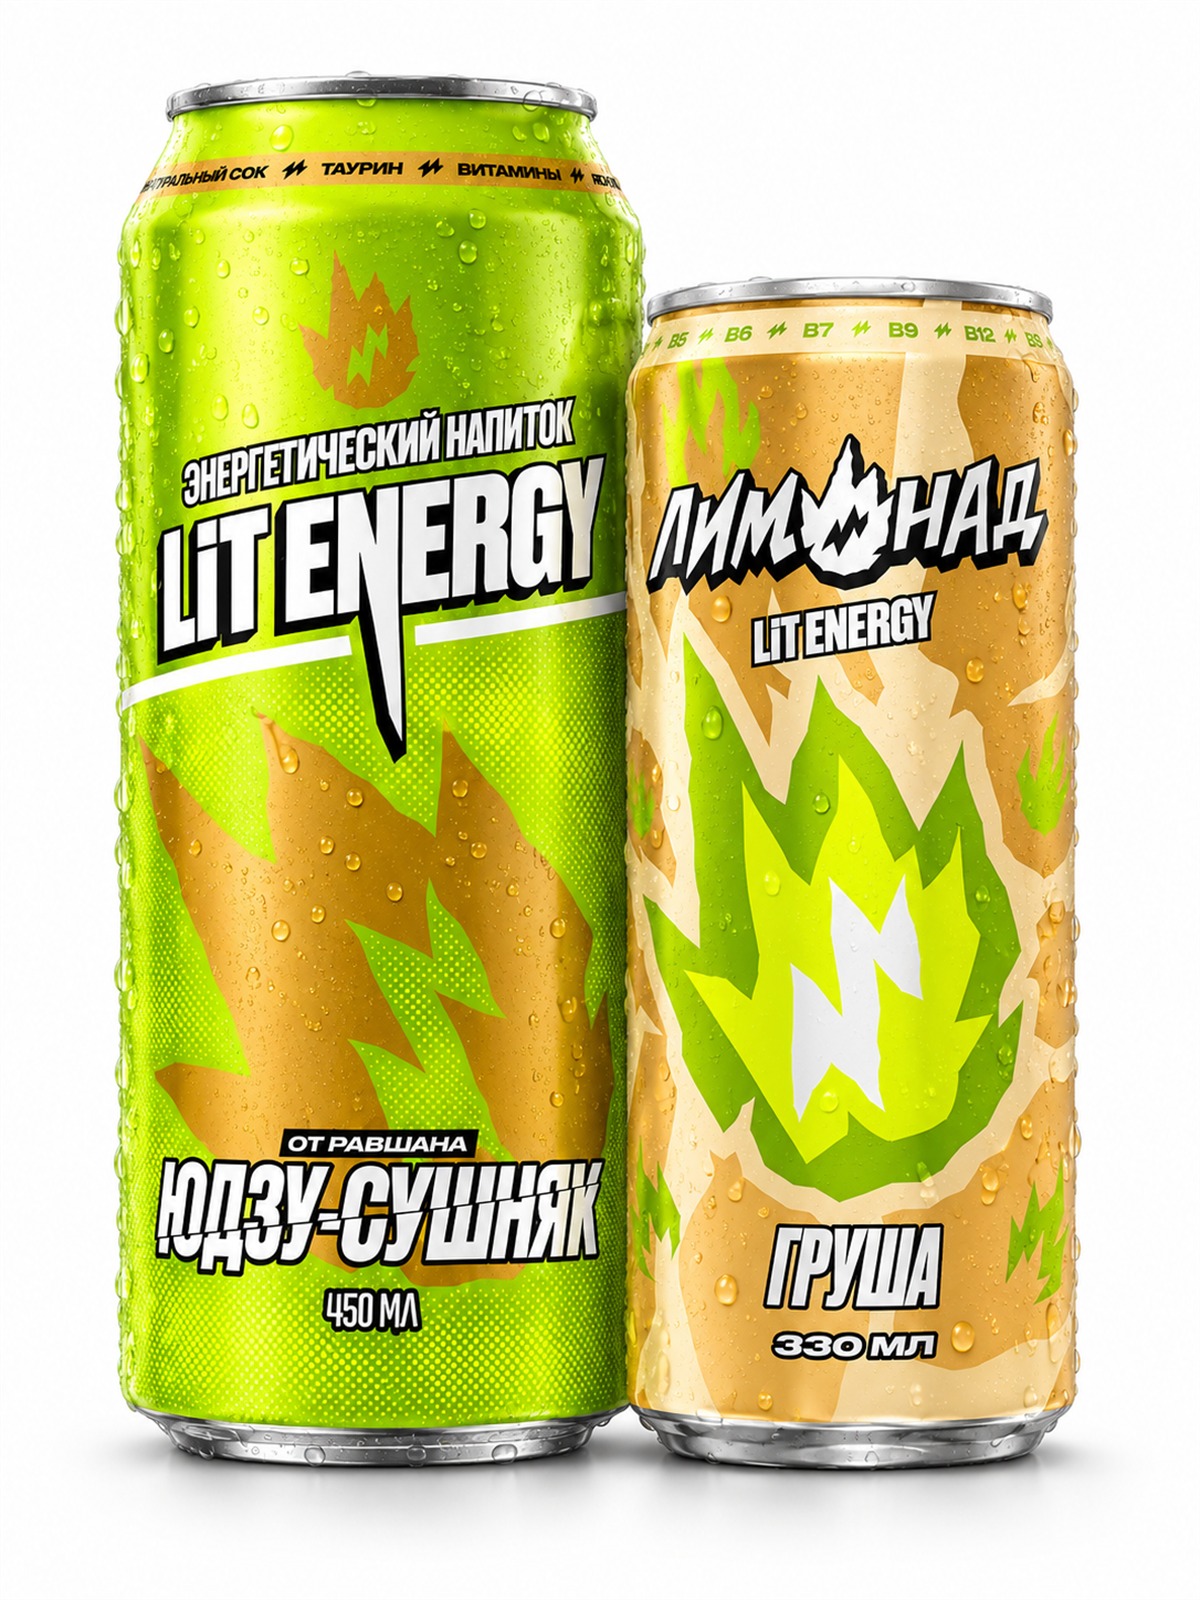 ТАУРИН
ВИТАМИНЫ
ЭНЕРГЕТИЧЕСКИЙ НАПИТОК
LIT ENERGY
ОТ РАВШАНА
ЮДЗУ-СУШНЯК
450 МЛ
B5 B6 B7 B9 B12
ЛИМОНАД
LIT ENERGY
ГРУША
330 МЛ